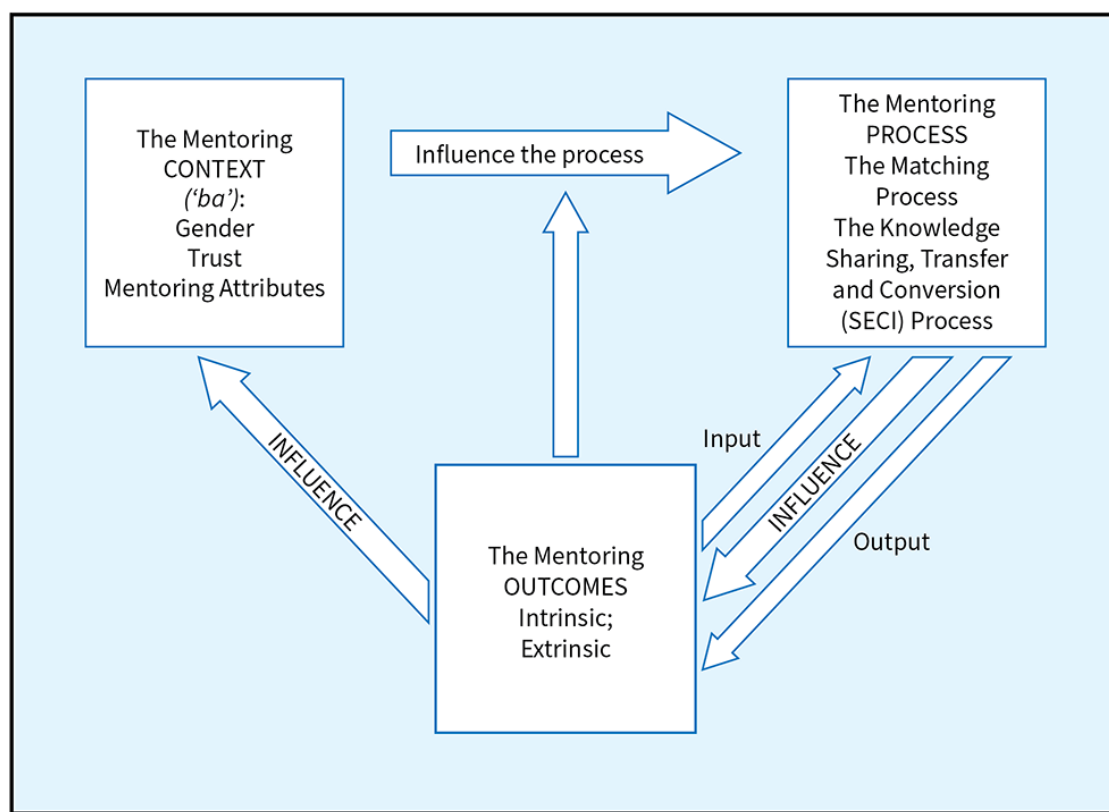 The Mentoring
CONTEXT
(‘ba’):
Gender
Trust
Mentoring Attributes
Influence the process
The Mentoring
PROCESS
The Matching
Process
The Knowledge
Sharing, Transfer
and Conversion
(SECI) Process
INFLUENCE
Input
INFLUENCE
Output
The Mentoring
OUTCOMES
Intrinsic;
Extrinsic